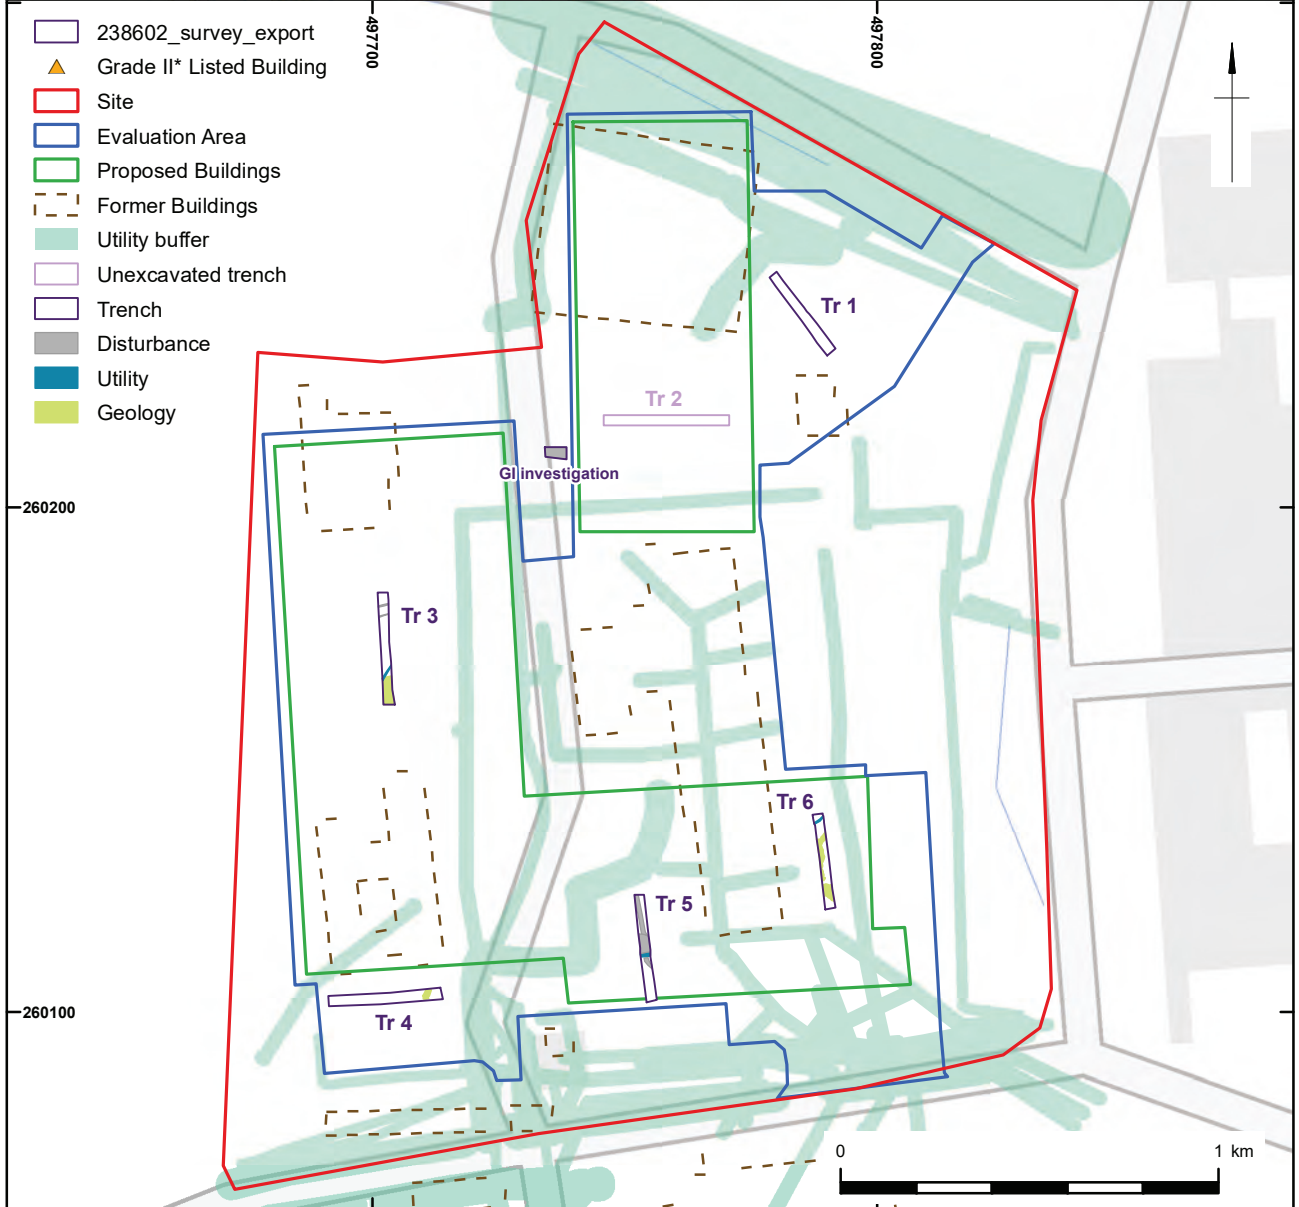 238602_survey_export
Grade II* Listed Building
Site
Evaluation Area
Proposed Buildings
Former Buildings
Utility buffer
Unexcavated trench
Trench
Disturbance
Utility
Geology
497700
497800
Tr 1
Tr 2
GI investigation
260200
Tr 3
Tr 6
Tr 5
260100
Tr 4
0 1 km